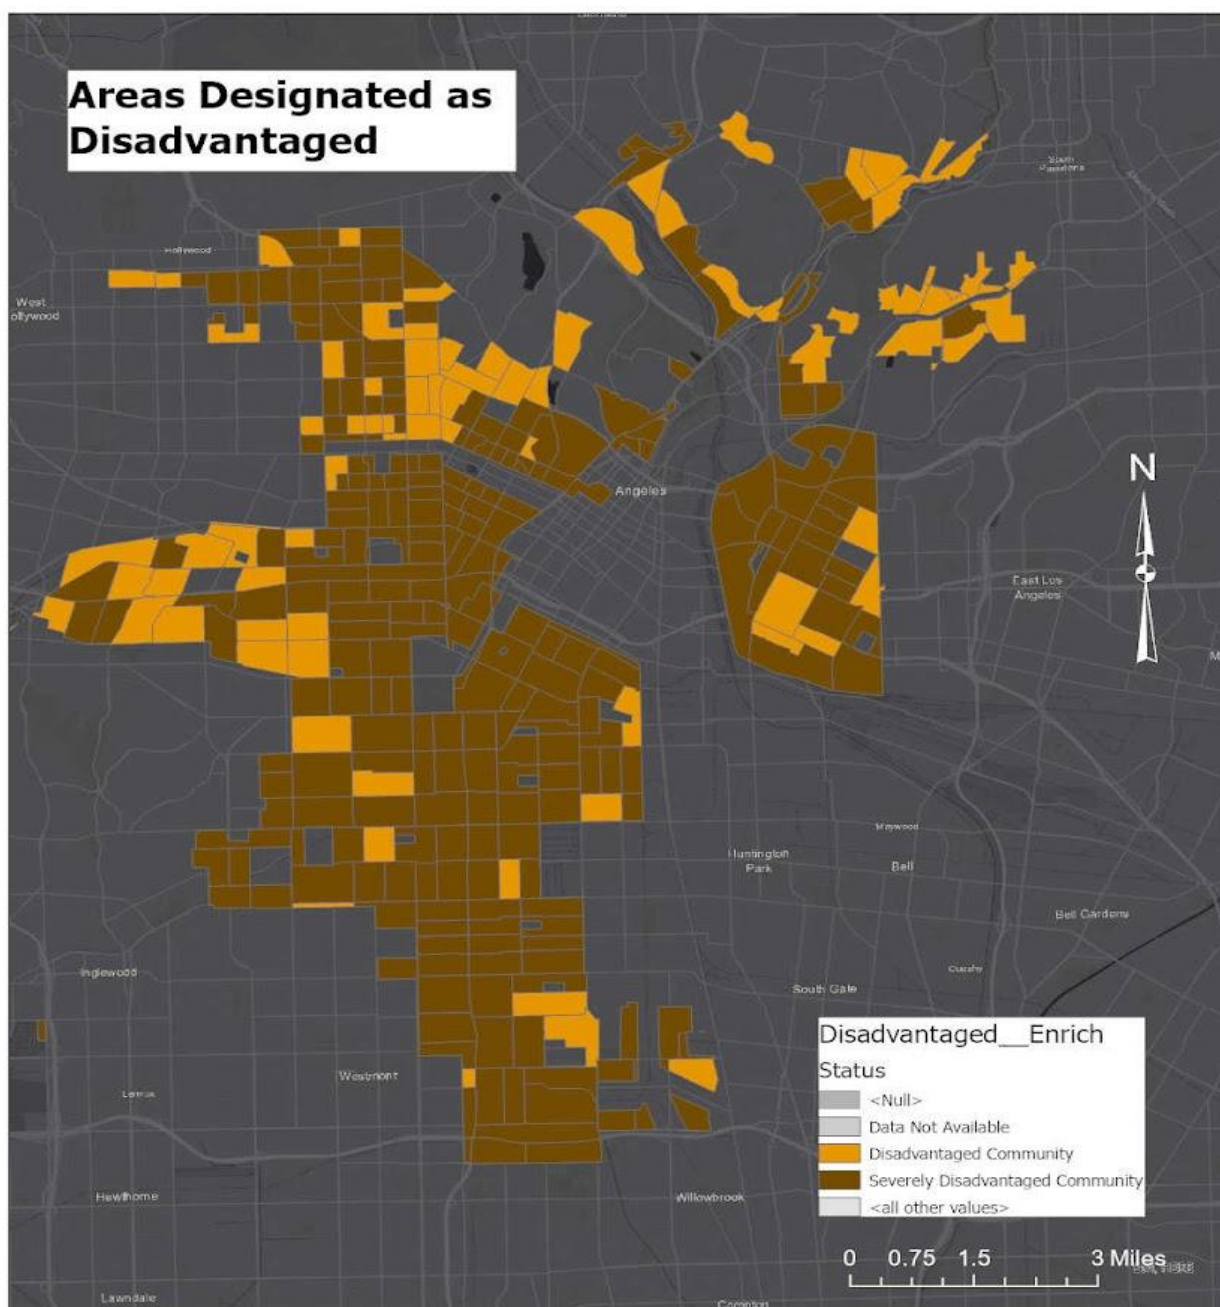 Areas Designated as
Disadvantaged
South
Pasadena
Hollywood
West
ollywood
Angeles
East Los
Angeles
M
Maywood
Huntington
Park
Bell
Bell Gardens
Inglewood
Cudahy
South Gate
Westmont
Lennox
Hawthorne
Willowbrook
Lawndale
Compton
N
Disadvantaged__Enrich
Status
<Null>
Data Not Available
Disadvantaged Community
Severely Disadvantaged Community
<all other values>
0 0.75 1.5 3 Miles